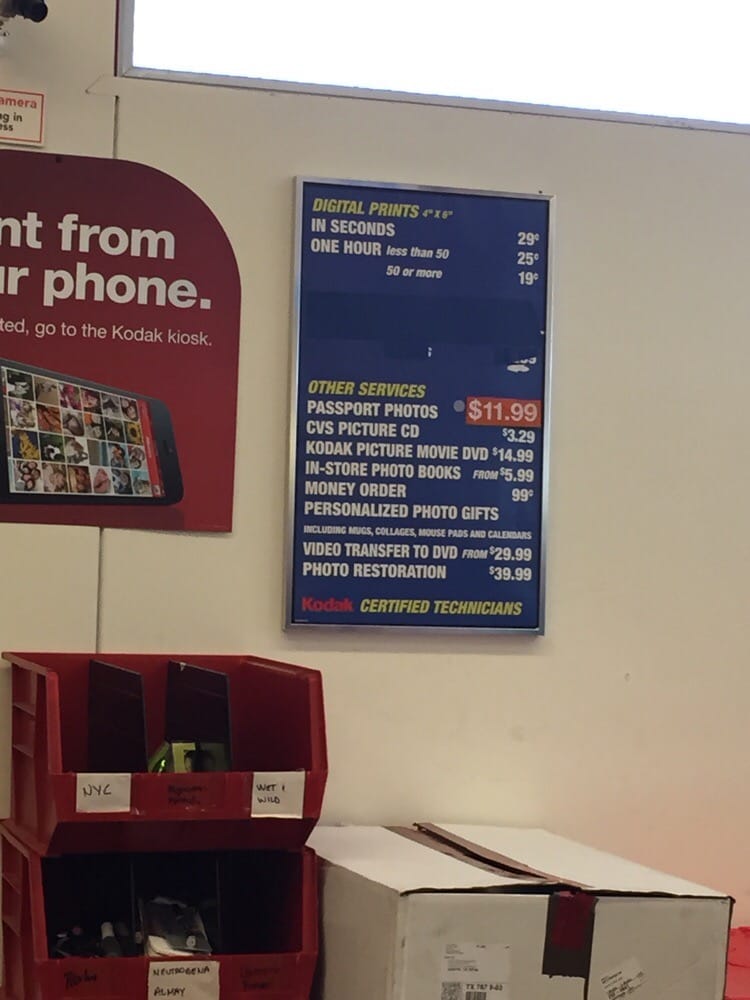 amera
g in
ess
nt from
ur phone.
ted, go to the Kodak kiosk.
DIGITAL PRINTS 4" X 6"
IN SECONDS 29¢
ONE HOUR less than 50 25¢
50 or more 19¢
OTHER SERVICES
PASSPORT PHOTOS $11.99
CVS PICTURE CD $3.29
KODAK PICTURE MOVIE DVD $14.99
IN-STORE PHOTO BOOKS FROM $5.99
MONEY ORDER 99¢
PERSONALIZED PHOTO GIFTS
INCLUDING MUGS, COLLAGES, MOUSE PADS AND CALENDARS
VIDEO TRANSFER TO DVD FROM $29.99
PHOTO RESTORATION $39.99
Kodak CERTIFIED TECHNICIANS
NYC
WET &
WILD
NEUTROGENA
ALMAY